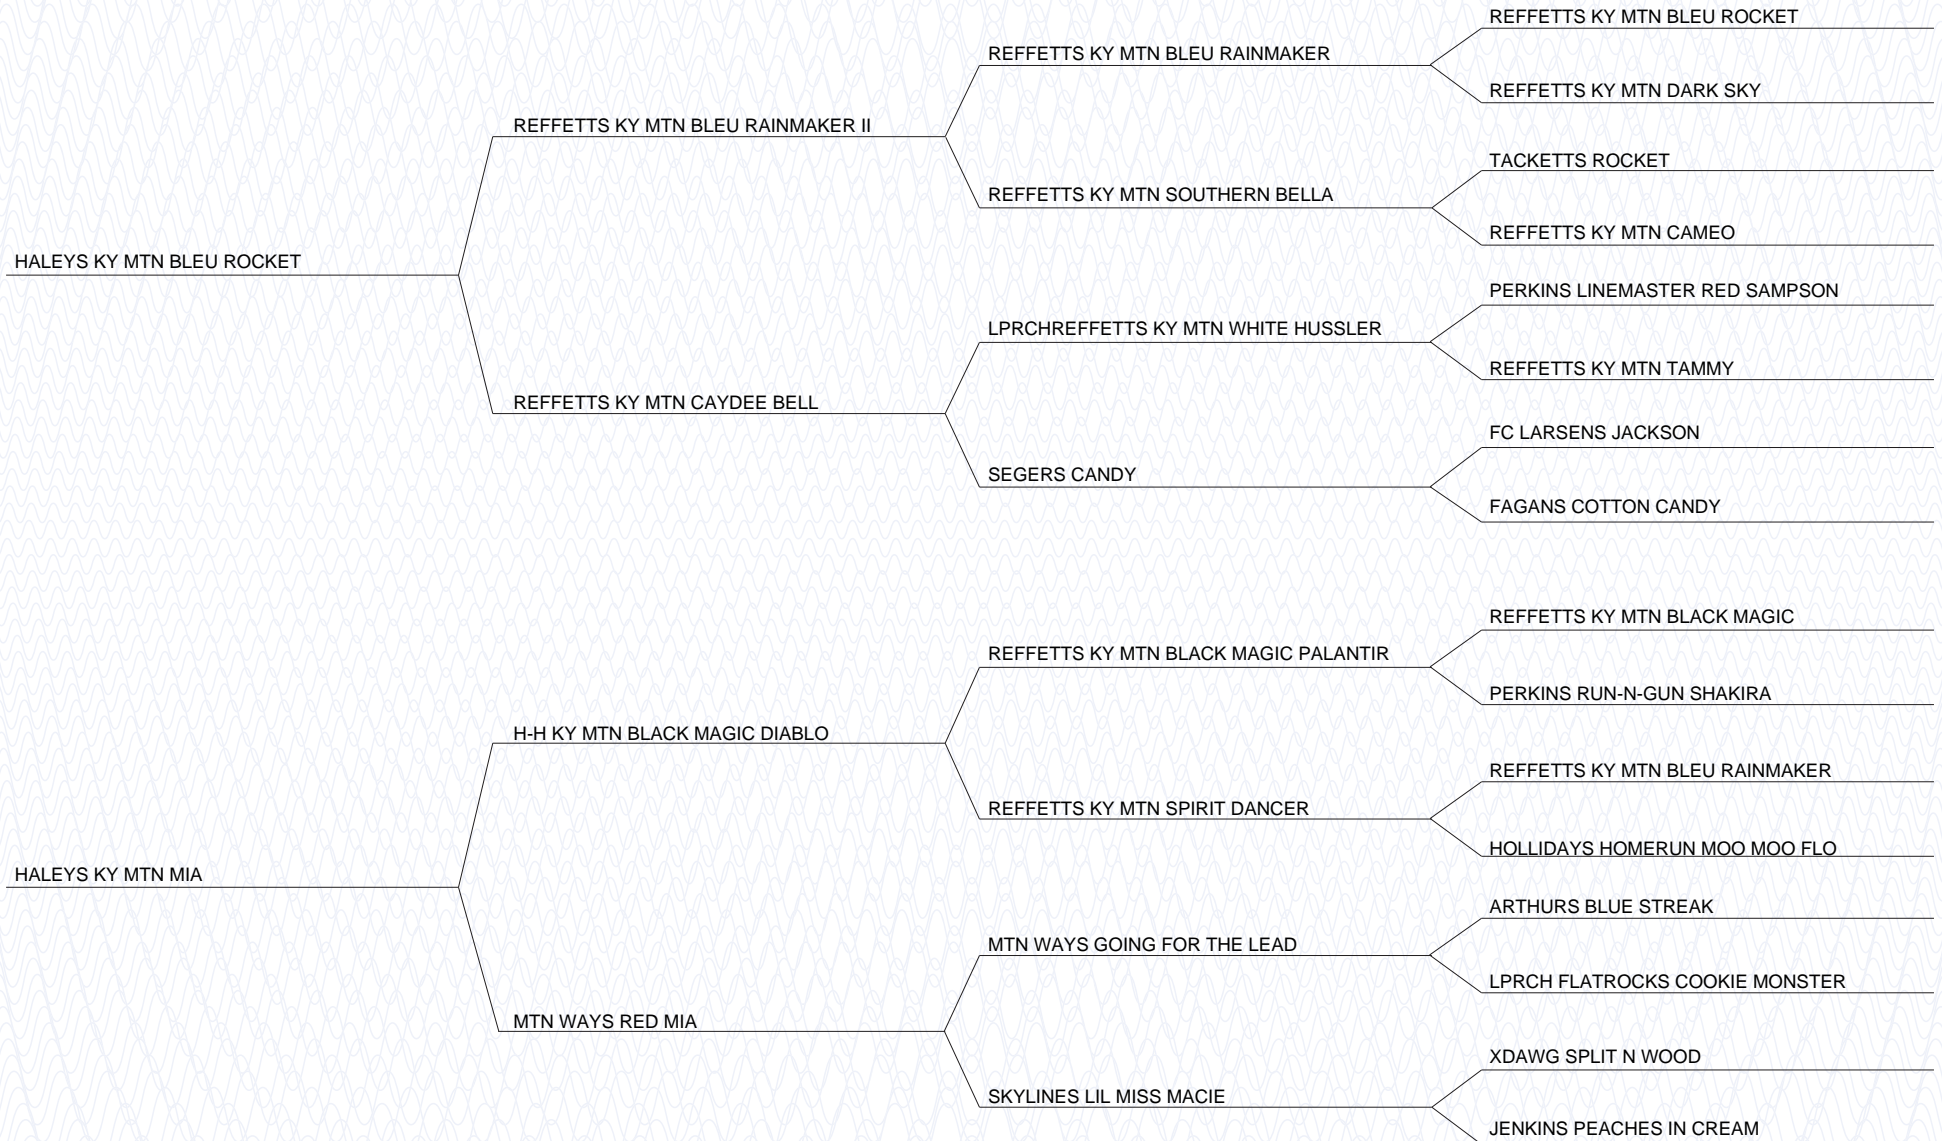 REFFETTS KY MTN BLEU ROCKET
REFFETTS KY MTN BLEU RAINMAKER
REFFETTS KY MTN DARK SKY
REFFETTS KY MTN BLEU RAINMAKER II
TACKETTS ROCKET
REFFETTS KY MTN SOUTHERN BELLA
REFFETTS KY MTN CAMEO
HALEYS KY MTN BLEU ROCKET
PERKINS LINEMASTER RED SAMPSON
LPRCHREFFETTS KY MTN WHITE HUSSLER
REFFETTS KY MTN TAMMY
REFFETTS KY MTN CAYDEE BELL
FC LARSENS JACKSON
SEGERS CANDY
FAGANS COTTON CANDY
REFFETTS KY MTN BLACK MAGIC
REFFETTS KY MTN BLACK MAGIC PALANTIR
PERKINS RUN-N-GUN SHAKIRA
H-H KY MTN BLACK MAGIC DIABLO
REFFETTS KY MTN BLEU RAINMAKER
REFFETTS KY MTN SPIRIT DANCER
HOLLIDAYS HOMERUN MOO MOO FLO
HALEYS KY MTN MIA
ARTHURS BLUE STREAK
MTN WAYS GOING FOR THE LEAD
LPRCH FLATROCKS COOKIE MONSTER
MTN WAYS RED MIA
XDAWG SPLIT N WOOD
SKYLINES LIL MISS MACIE
JENKINS PEACHES IN CREAM